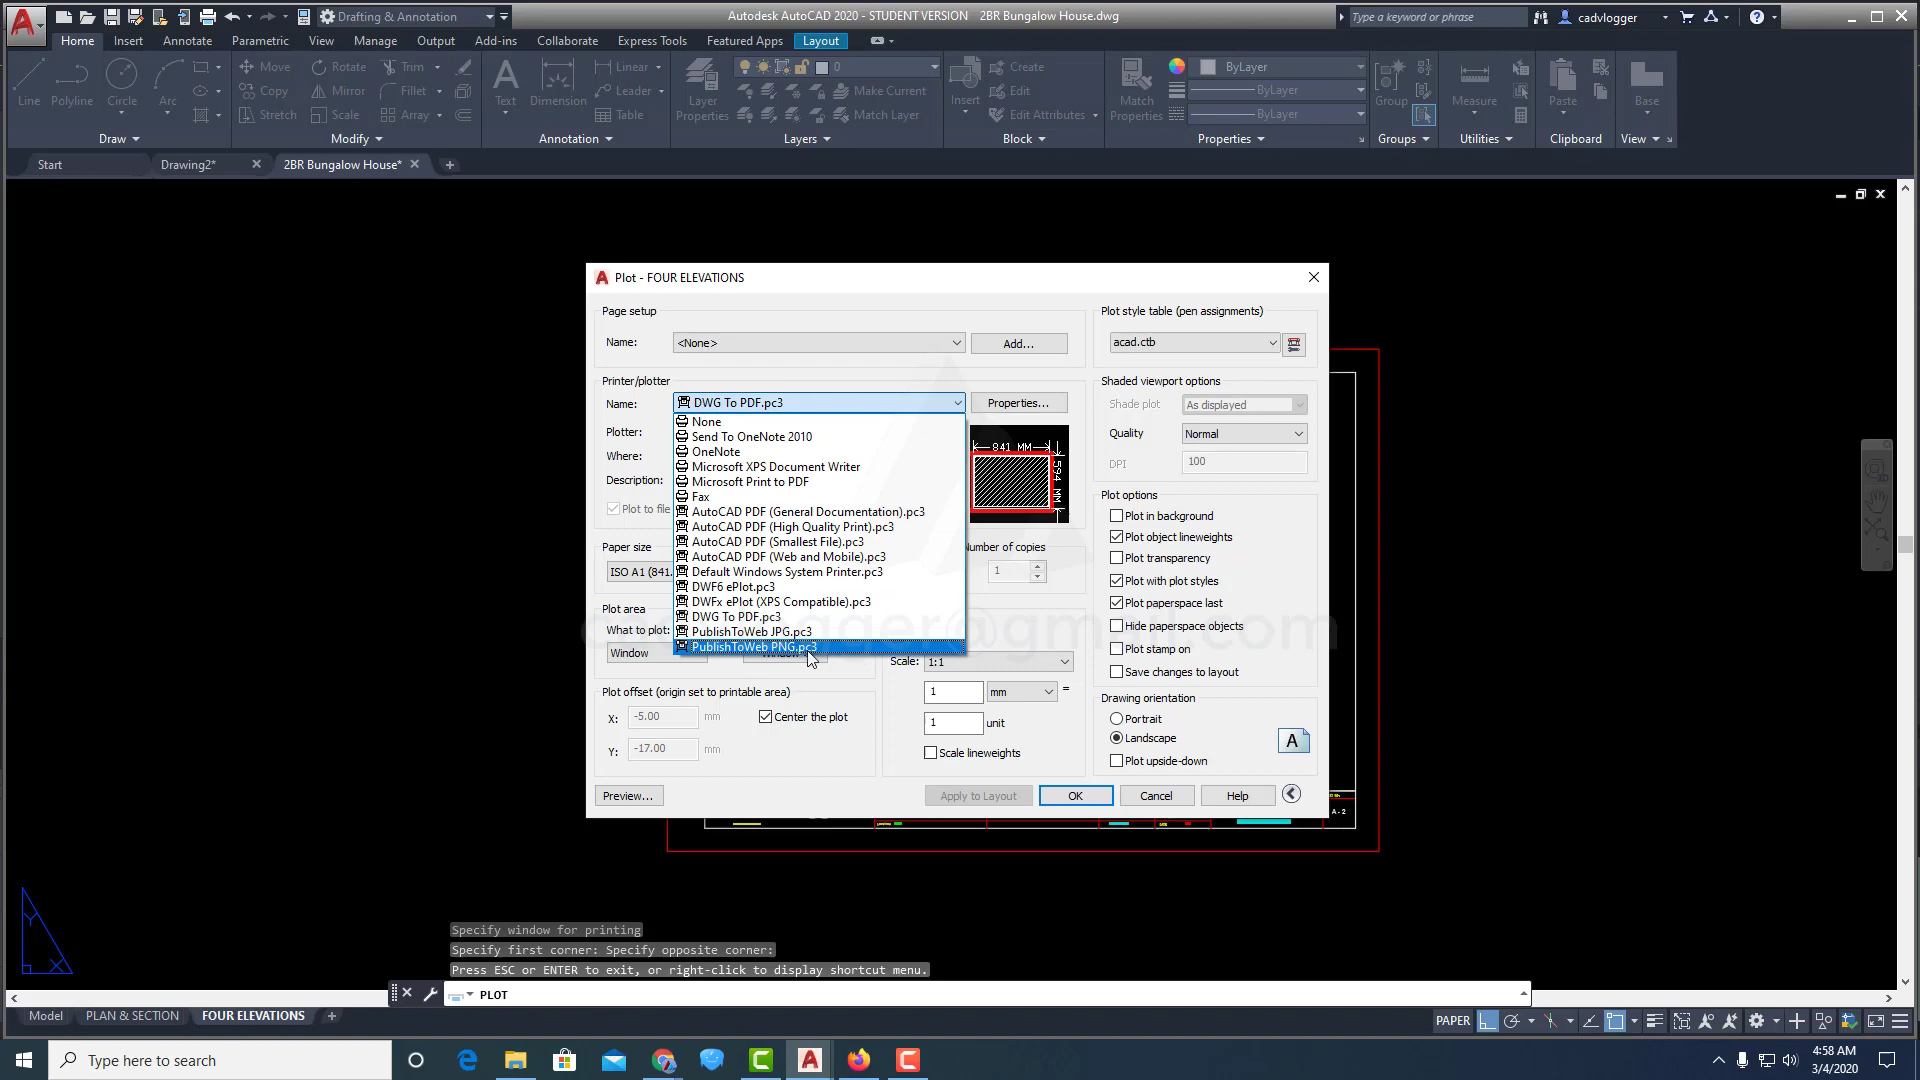 Drafting & Annotation
Autodesk AutoCAD 2020 - STUDENT VERSION 2BR Bungalow House.dwg
Type a keyword or phrase
cadvlogger
Home Insert Annotate Parametric View Manage Output Add-ins Collaborate Express Tools Featured Apps Layout
Line Polyline Circle Arc
Move Rotate Trim
Copy Mirror Fillet
Stretch Scale Array
Text Dimension
Linear
Leader
Table
Layer Properties
0
Make Current
Match Layer
Insert
Create
Edit
Edit Attributes
Match Properties
ByLayer
ByLayer
ByLayer
Group Measure Paste Base
Draw Modify Annotation Layers Block Properties Groups Utilities Clipboard View
Start Drawing2* 2BR Bungalow House*
Plot - FOUR ELEVATIONS
Page setup
Name: <None> Add...
Plot style table (pen assignments)
acad.ctb
Printer/plotter
Name: DWG To PDF.pc3 Properties...
Plotter:
Where:
Description:
Plot to file
None
Send To OneNote 2010
OneNote
Microsoft XPS Document Writer
Microsoft Print to PDF
Fax
AutoCAD PDF (General Documentation).pc3
AutoCAD PDF (High Quality Print).pc3
AutoCAD PDF (Smallest File).pc3
AutoCAD PDF (Web and Mobile).pc3
Default Windows System Printer.pc3
DWF6 ePlot.pc3
DWFx ePlot (XPS Compatible).pc3
DWG To PDF.pc3
PublishToWeb JPG.pc3
PublishToWeb PNG.pc3
841 MM
594 MM
Shaded viewport options
Shade plot As displayed
Quality Normal
DPI 100
Paper size
ISO A1 (841.
Number of copies
1
Plot area
What to plot:
Window
Scale: 1:1
1 mm =
1 unit
Scale lineweights
Plot offset (origin set to printable area)
X: -5.00 mm Center the plot
Y: -17.00 mm
Plot options
Plot in background
Plot object lineweights
Plot transparency
Plot with plot styles
Plot paperspace last
Hide paperspace objects
Plot stamp on
Save changes to layout
Drawing orientation
Portrait
Landscape
Plot upside-down
A
Preview... Apply to Layout OK Cancel Help
A - 2
Y
X
Specify window for printing
Specify first corner: Specify opposite corner:
Press ESC or ENTER to exit, or right-click to display shortcut menu.
PLOT
Model PLAN & SECTION FOUR ELEVATIONS
PAPER
Type here to search
4:58 AM
3/4/2020